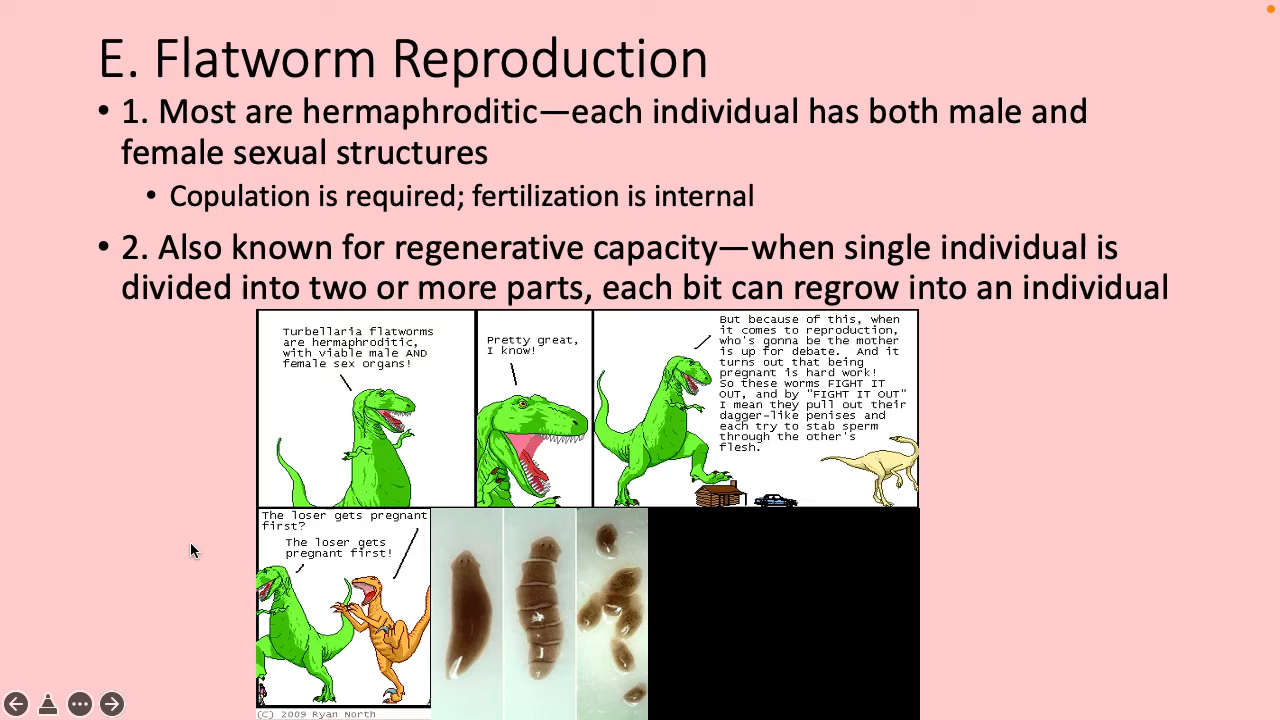 E. Flatworm Reproduction
• 1. Most are hermaphroditic—each individual has both male and
female sexual structures
• Copulation is required; fertilization is internal
• 2. Also known for regenerative capacity—when single individual is
divided into two or more parts, each bit can regrow into an individual
Turbellaria flatworms
are hermaphroditic,
with viable male AND
female sex organs!
Pretty great,
I know!
But because of this, when
it comes to reproduction,
who's gonna be the mother
is up for debate. And it
turns out that being
pregnant is hard work!
So these worms FIGHT IT
OUT, and by "FIGHT IT OUT"
I mean they pull out their
dagger-like penises and
each try to stab sperm
through the other's
flesh.
The loser gets pregnant
first?
The loser gets
pregnant first!
(C) 2009 Ryan North